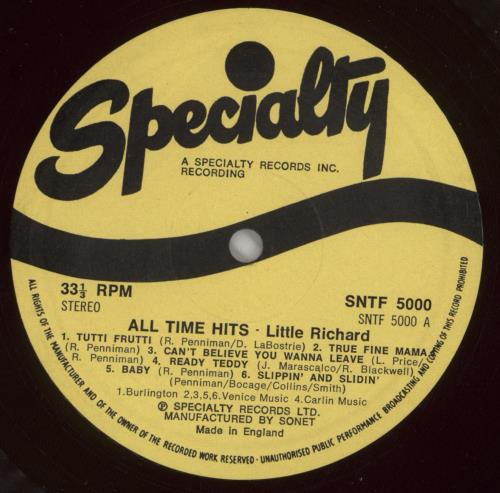 Specialty
A SPECIALTY RECORDS INC.
RECORDING
33⅓ RPM
STEREO
SNTF 5000
SNTF 5000 A
ALL TIME HITS - Little Richard
1. TUTTI FRUTTI (R. Penniman/D. LaBostrie) 2. TRUE FINE MAMA
(R. Penniman) 3. CAN'T BELIEVE YOU WANNA LEAVE (L. Price/
R. Penniman) 4. READY TEDDY (J. Marascalco/R. Blackwell)
5. BABY (R. Penniman) 6. SLIPPIN' AND SLIDIN'
(Penniman/Bocage/Collins/Smith)
1.Burlington 2,3,5,6.Venice Music 4.Carlin Music
Ⓟ SPECIALTY RECORDS LTD.
MANUFACTURED BY SONET
Made in England
ALL RIGHTS OF THE MANUFACTURER AND OF THE OWNER OF THE RECORDED WORK RESERVED - UNAUTHORISED PUBLIC PERFORMANCE BROADCASTING AND COPYING OF THIS RECORD PROHIBITED